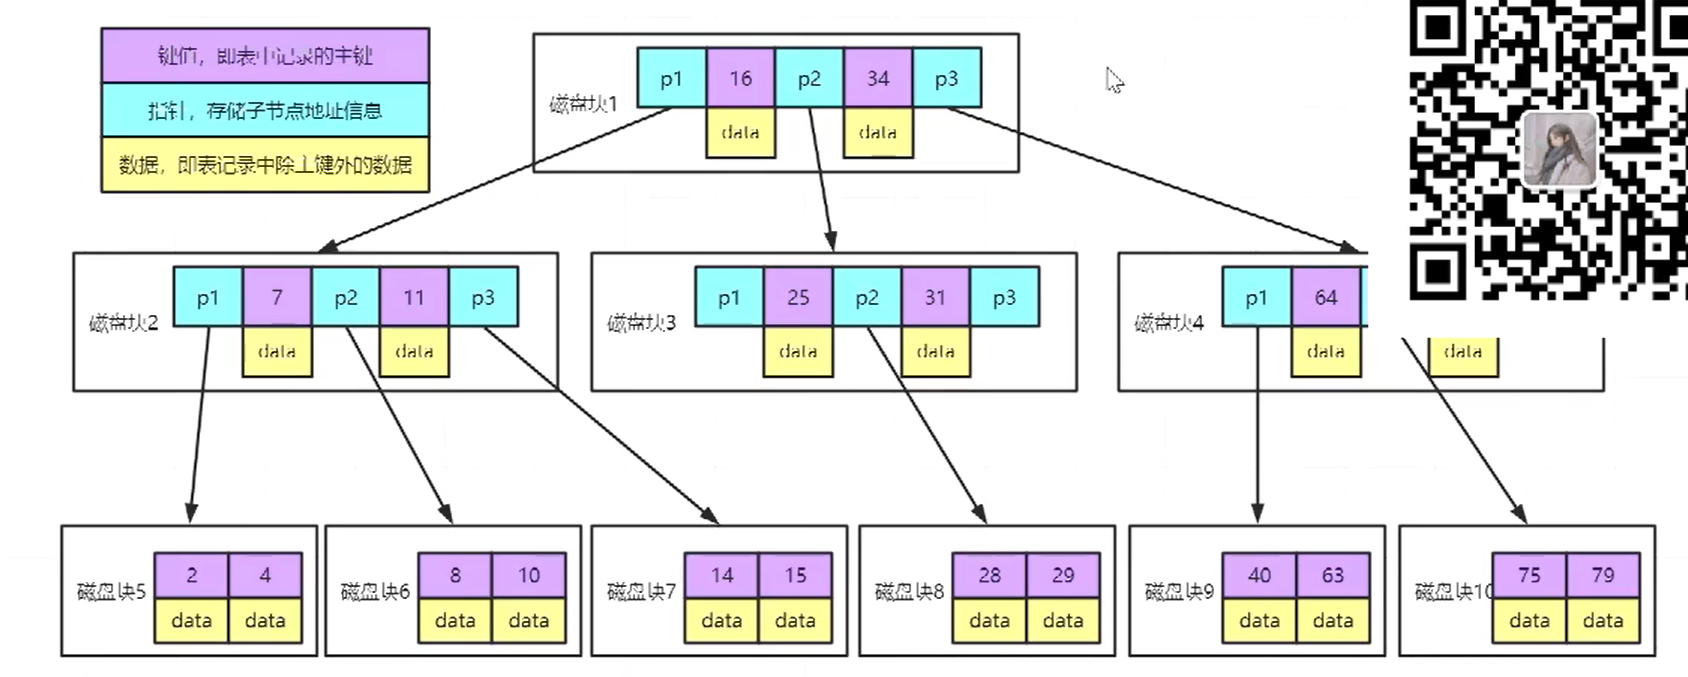 键值，即表中记录的主键
指针，存储子节点地址信息
数据，即表记录中除主键外的数据
磁盘块1
p1 16 p2 34 p3
data data
磁盘块2
p1 7 p2 11 p3
data data
磁盘块3
p1 25 p2 31 p3
data data
磁盘块4
p1 64
data data
磁盘块5
2 4
data data
磁盘块6
8 10
data data
磁盘块7
14 15
data data
磁盘块8
28 29
data data
磁盘块9
40 63
data data
磁盘块10
75 79
data data